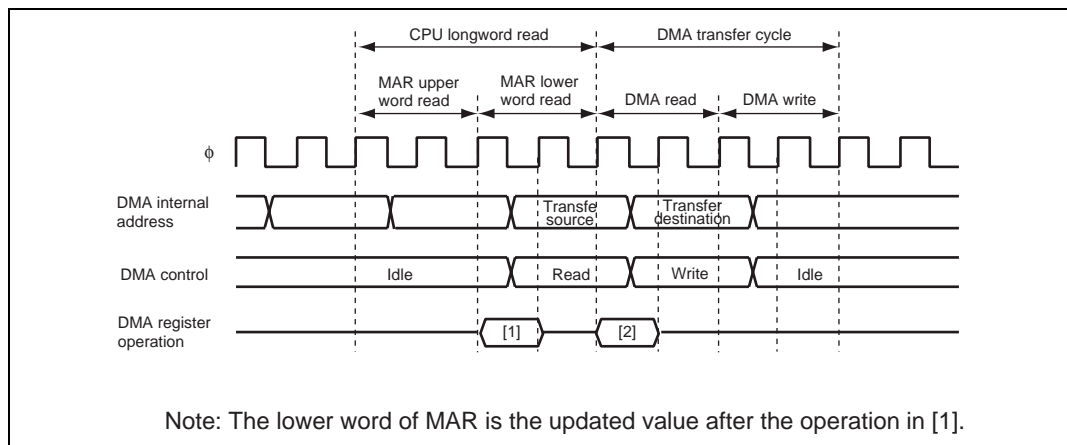 CPU longword read
DMA transfer cycle
MAR upper
word read
MAR lower
word read
DMA read
DMA write
φ
DMA internal
address
Transfe
source
Transfer
destination
DMA control
Idle
Read
Write
Idle
DMA register
operation
[1]
[2]
Note: The lower word of MAR is the updated value after the operation in [1].